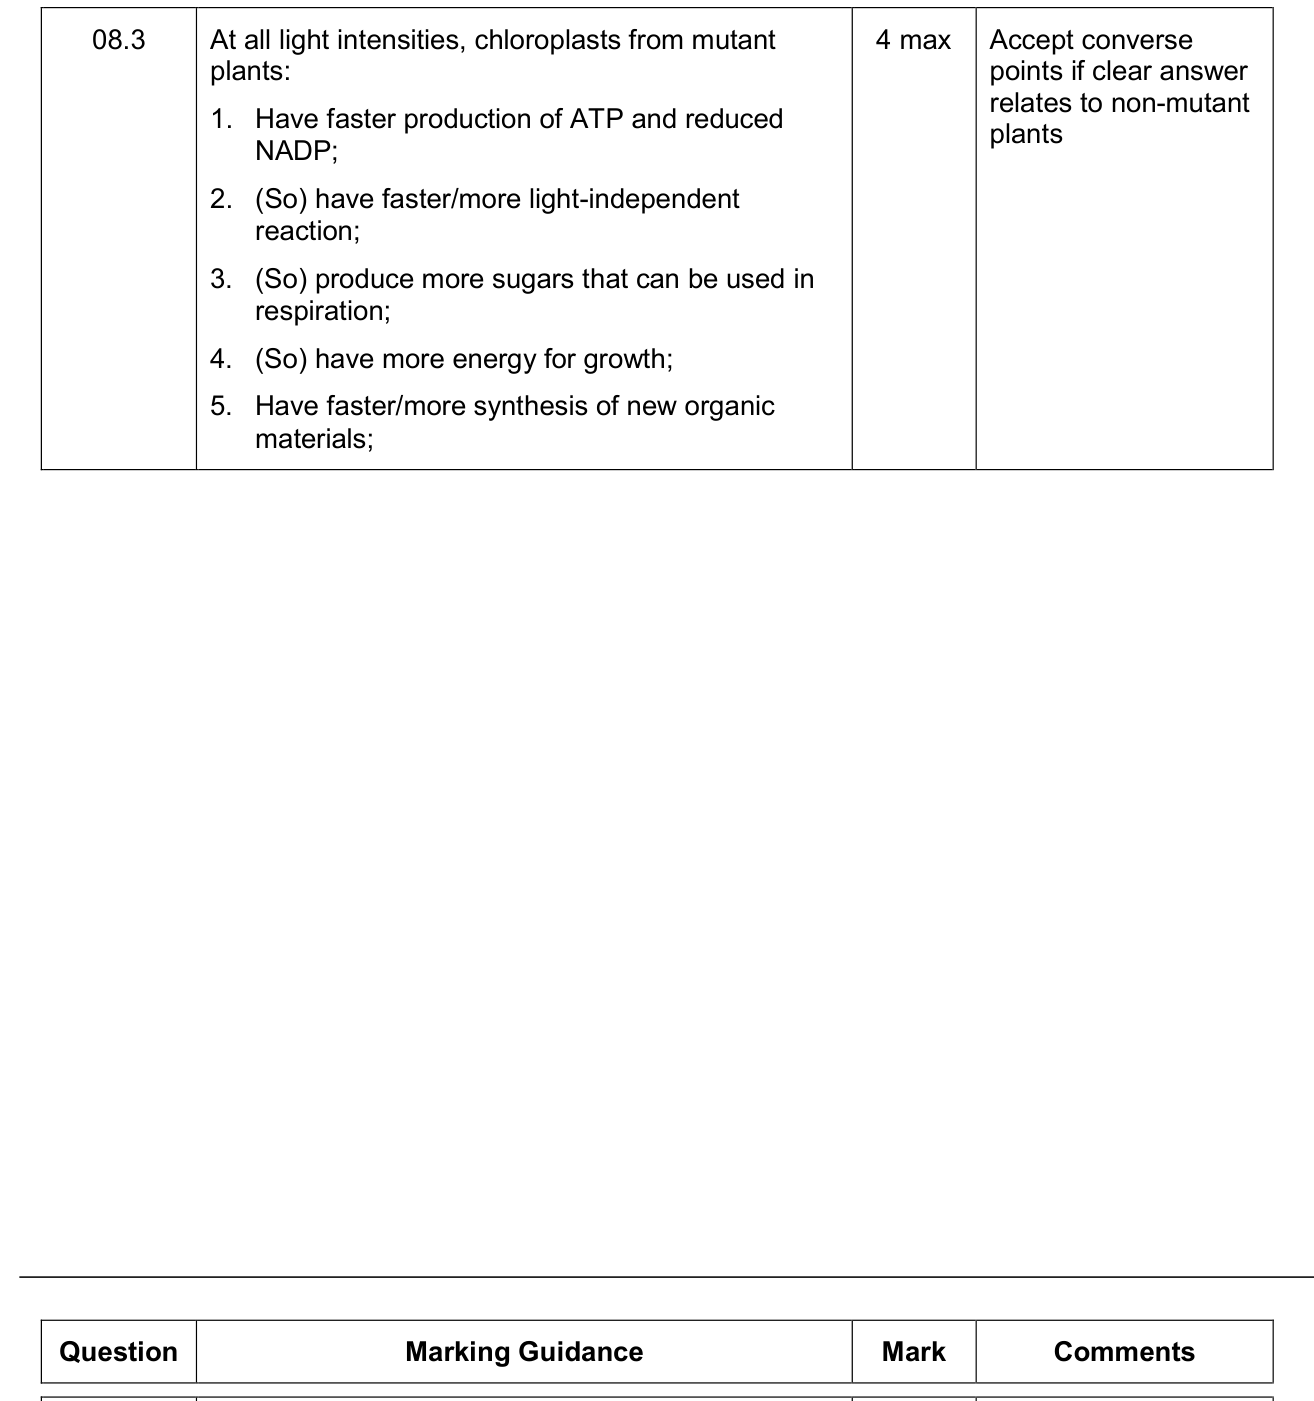 08.3
At all light intensities, chloroplasts from mutant
plants:
1. Have faster production of ATP and reduced
NADP;
2. (So) have faster/more light-independent
reaction;
3. (So) produce more sugars that can be used in
respiration;
4. (So) have more energy for growth;
5. Have faster/more synthesis of new organic
materials;
4 max
Accept converse
points if clear answer
relates to non-mutant
plants
Question
Marking Guidance
Mark
Comments